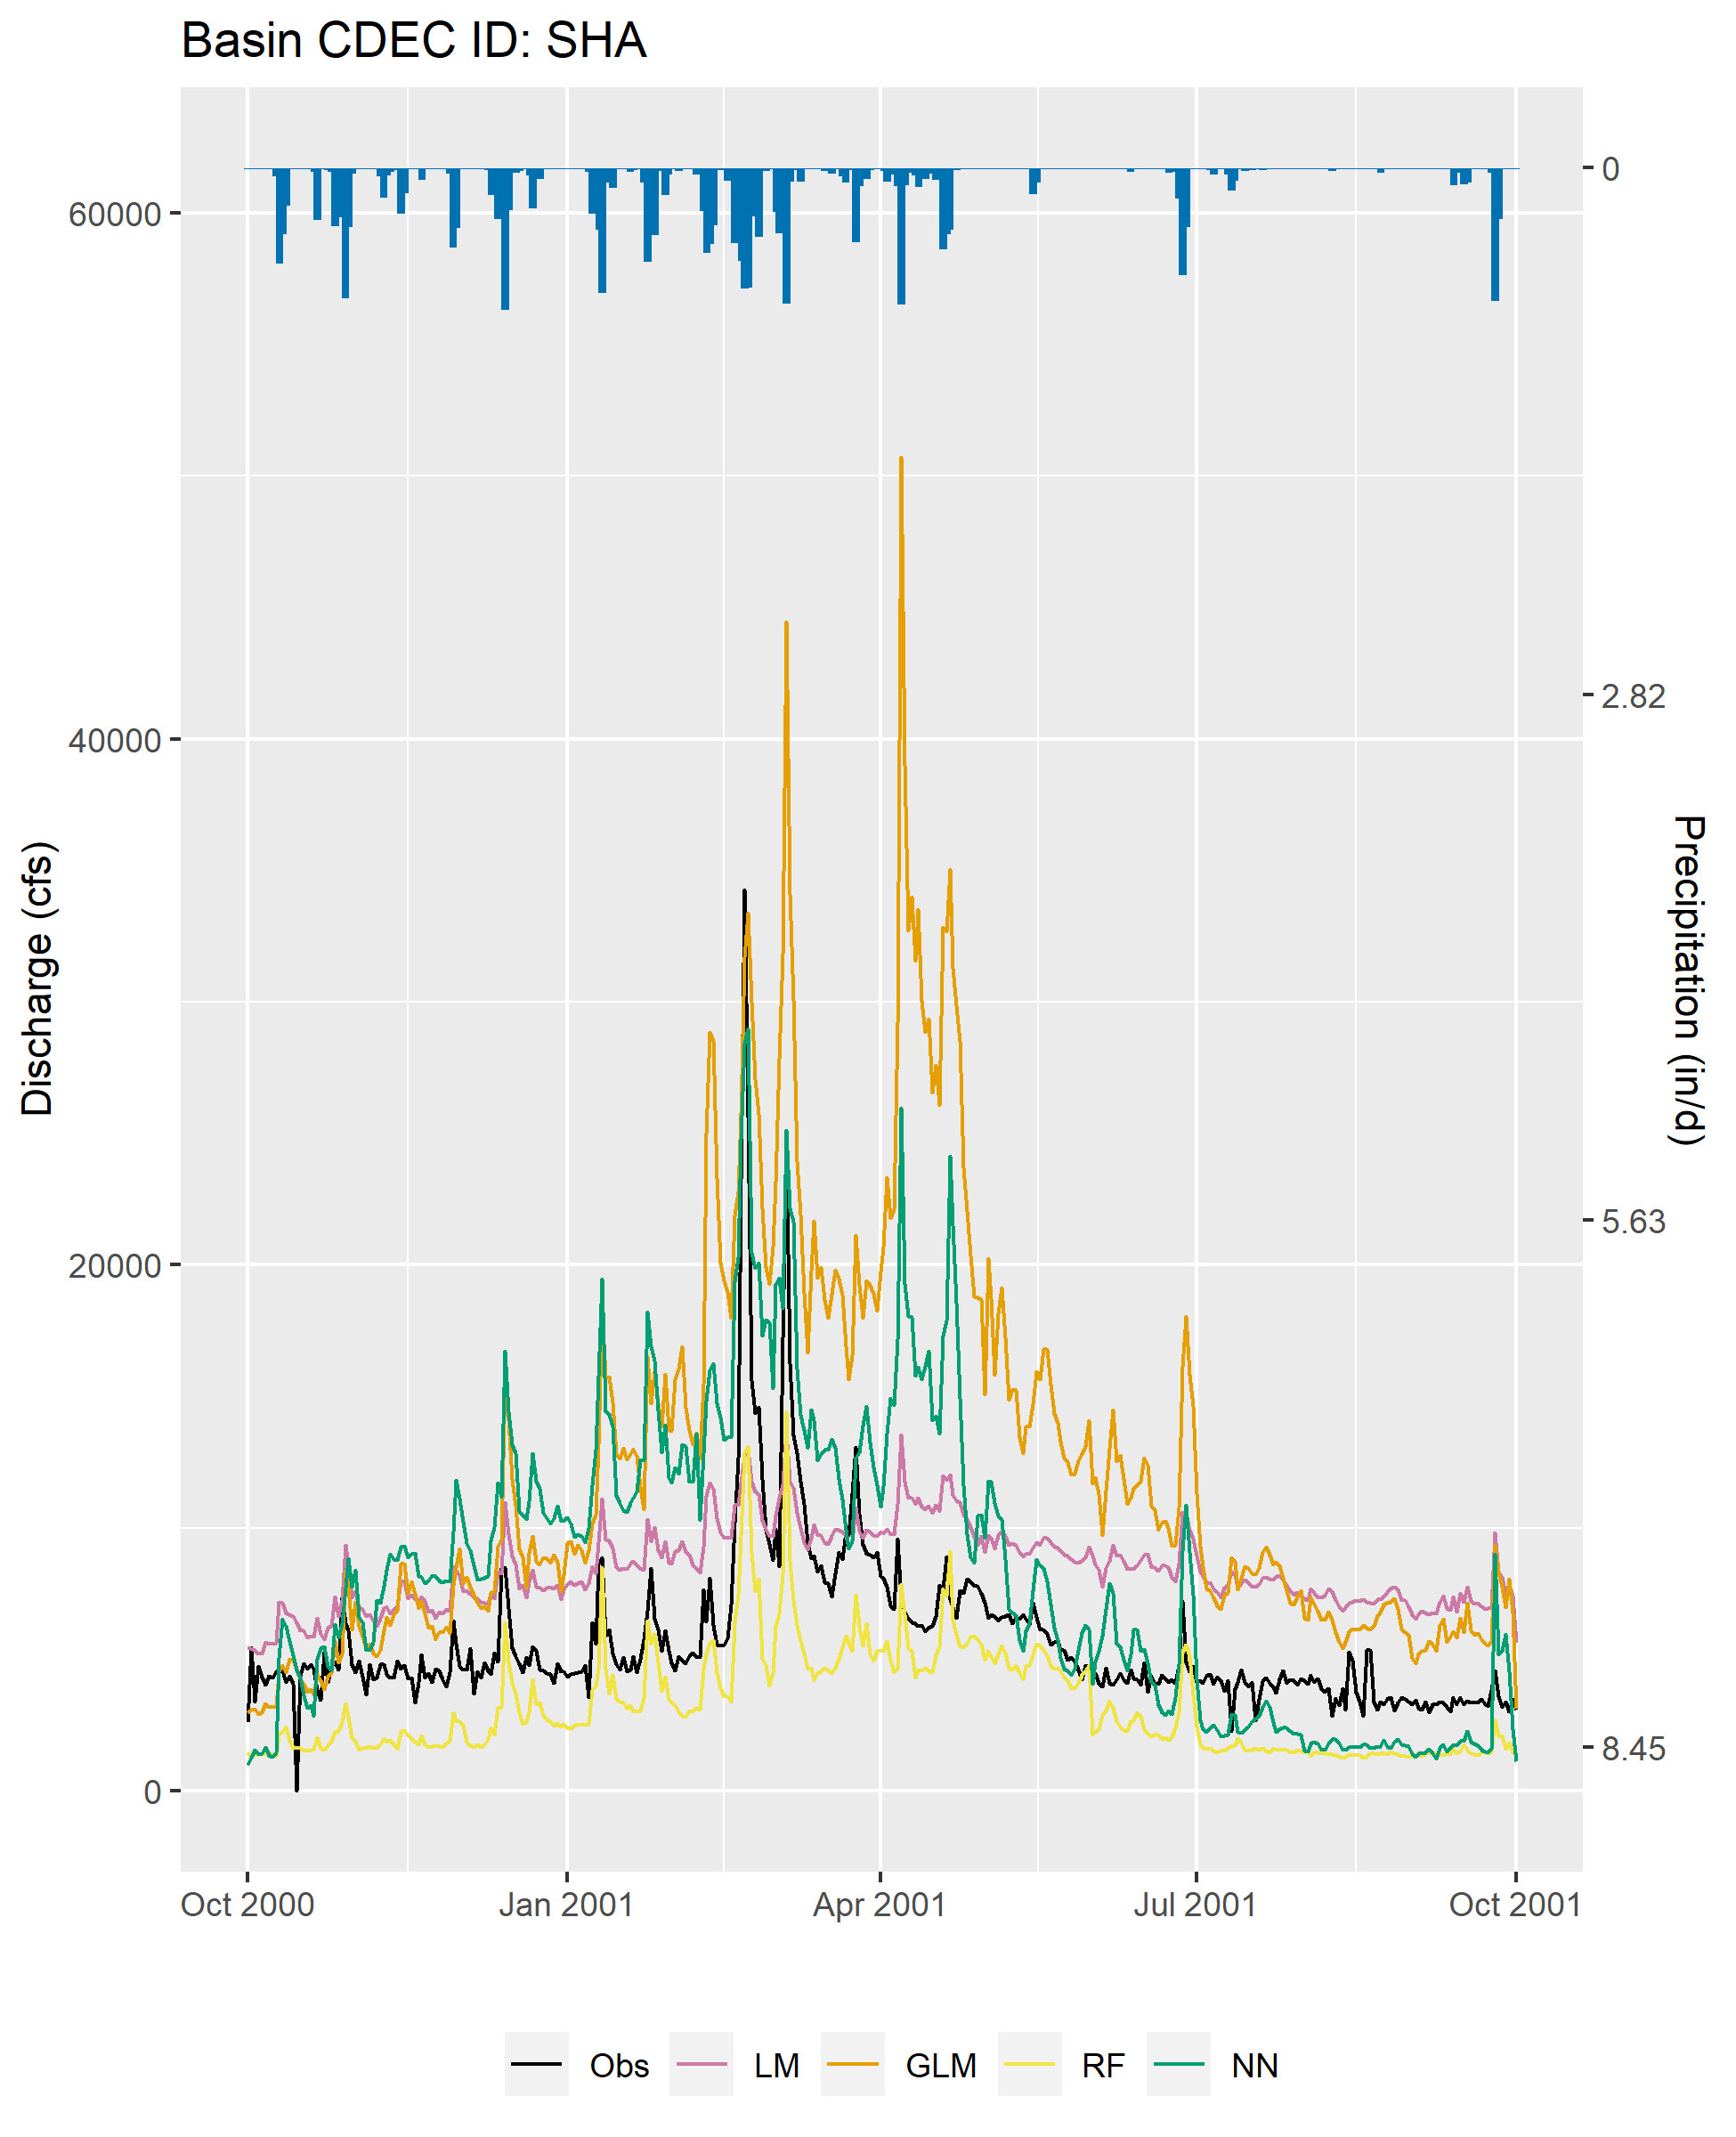 Basin CDEC ID: SHA
0
60000
2.82
40000
Discharge (cfs)
Precipitation (in/d)
5.63
20000
8.45
0
Oct 2000 Jan 2001 Apr 2001 Jul 2001 Oct 2001
Obs LM GLM RF NN